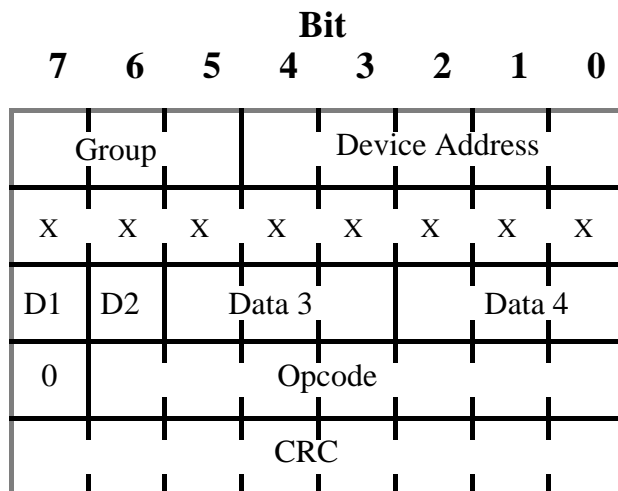 Bit
7 6 5 4 3 2 1 0
Group Device Address
X X X X X X X X
D1 D2 Data 3 Data 4
0 Opcode
CRC